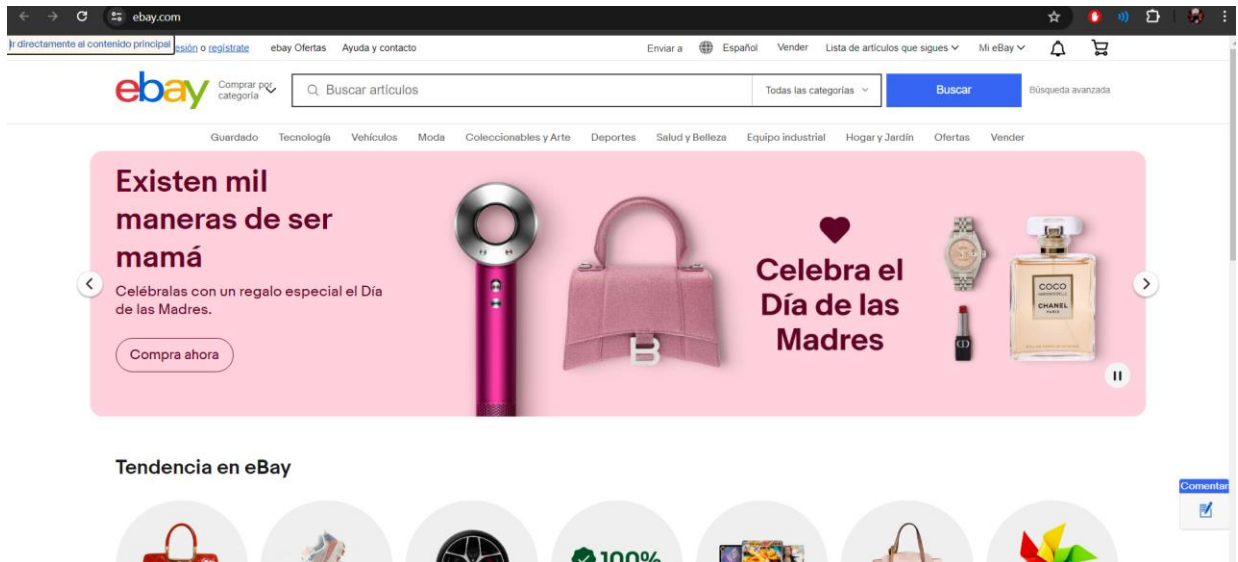 ebay.com
Ir directamente al contenido principal esión o regístrate ebay Ofertas Ayuda y contacto Enviar a Español Vender Lista de artículos que sigues Mi eBay
ebay
Comprar por
categoría
Buscar artículos
Todas las categorías
Buscar
Búsqueda avanzada
Guardado Tecnología Vehículos Moda Coleccionables y Arte Deportes Salud y Belleza Equipo industrial Hogar y Jardín Ofertas Vender
Existen mil
maneras de ser
mamá
Celébralas con un regalo especial el Día
de las Madres.
Compra ahora
B
Celebra el
Día de las
Madres
COCO
CHANEL
PARIS
Tendencia en eBay
Comentar
100%